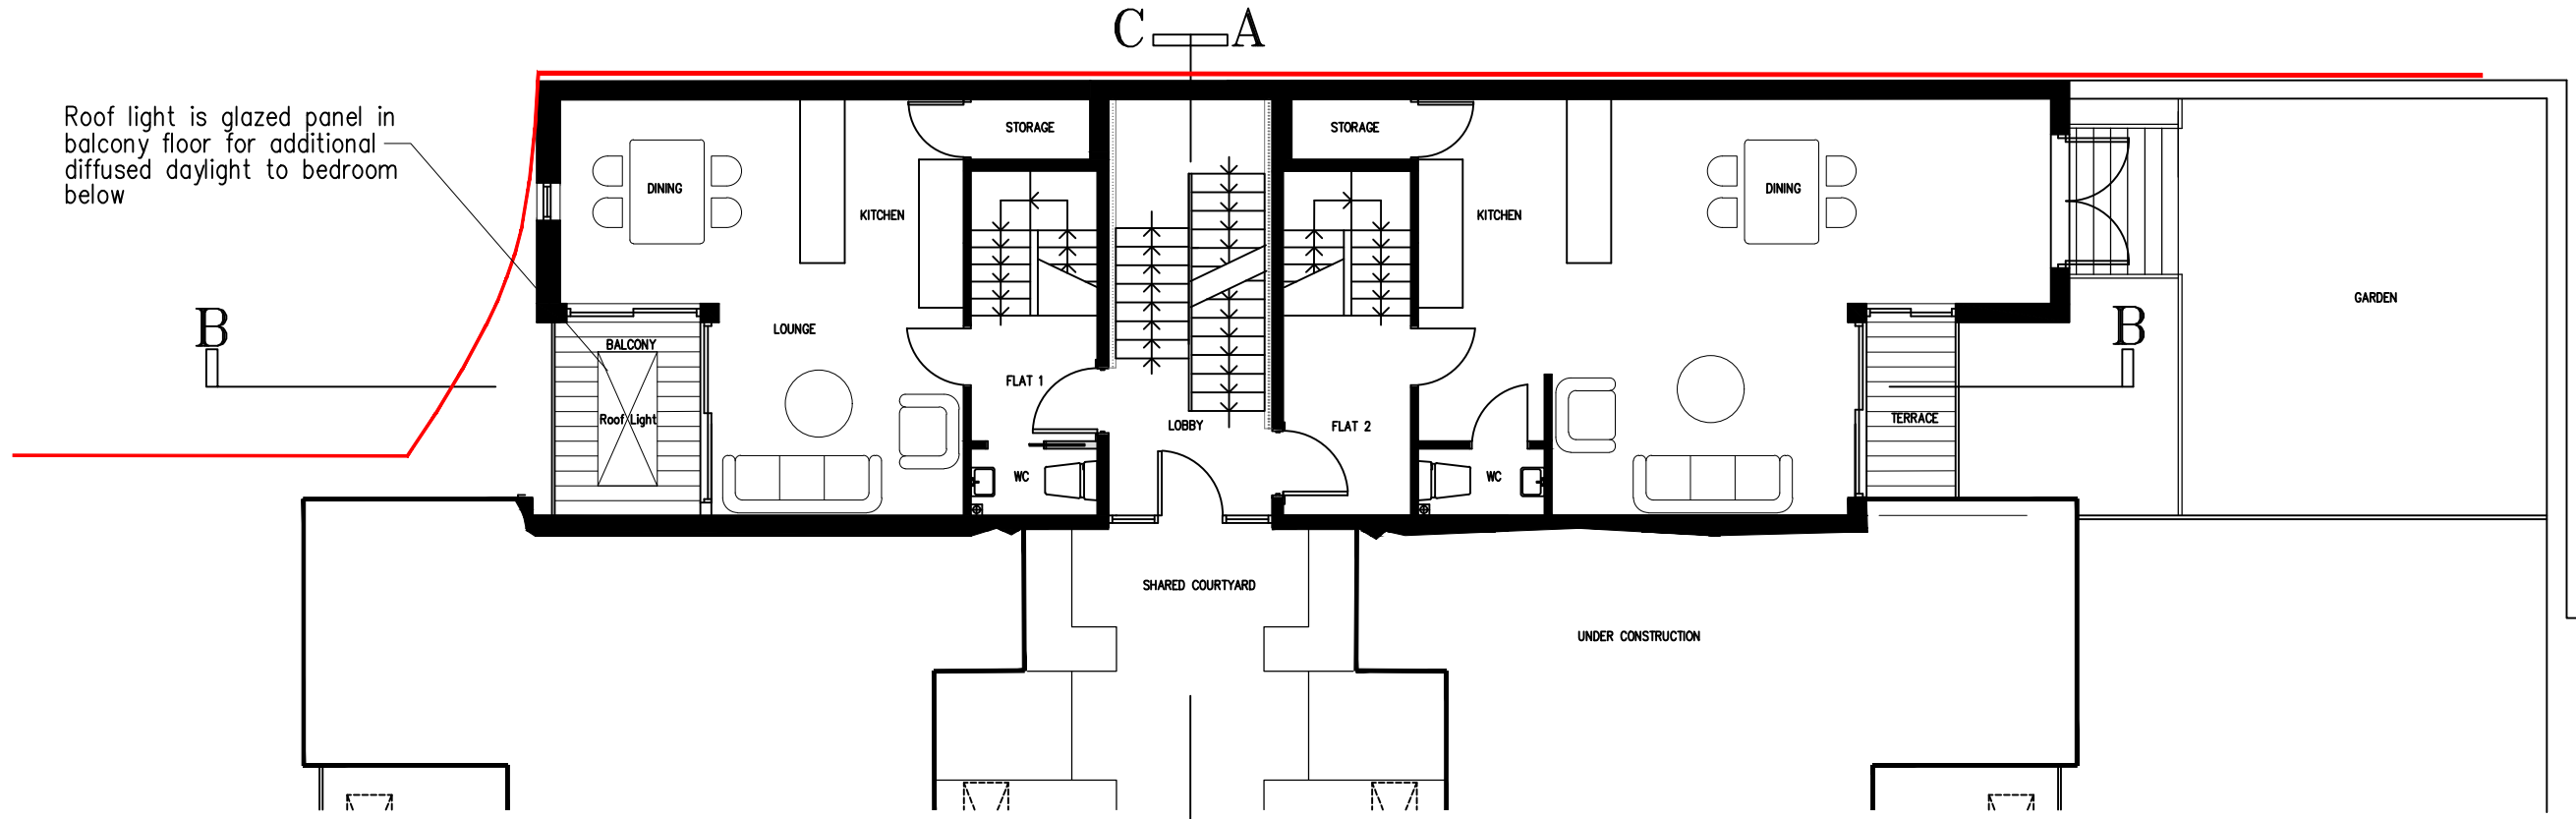 C A
Roof light is glazed panel in
balcony floor for additional
diffused daylight to bedroom
below
STORAGE
STORAGE
DINING
DINING
KITCHEN
KITCHEN
GARDEN
B
B
LOUNGE
BALCONY
FLAT 1
Roof Light
LOBBY
FLAT 2
TERRACE
WC
WC
SHARED COURTYARD
UNDER CONSTRUCTION